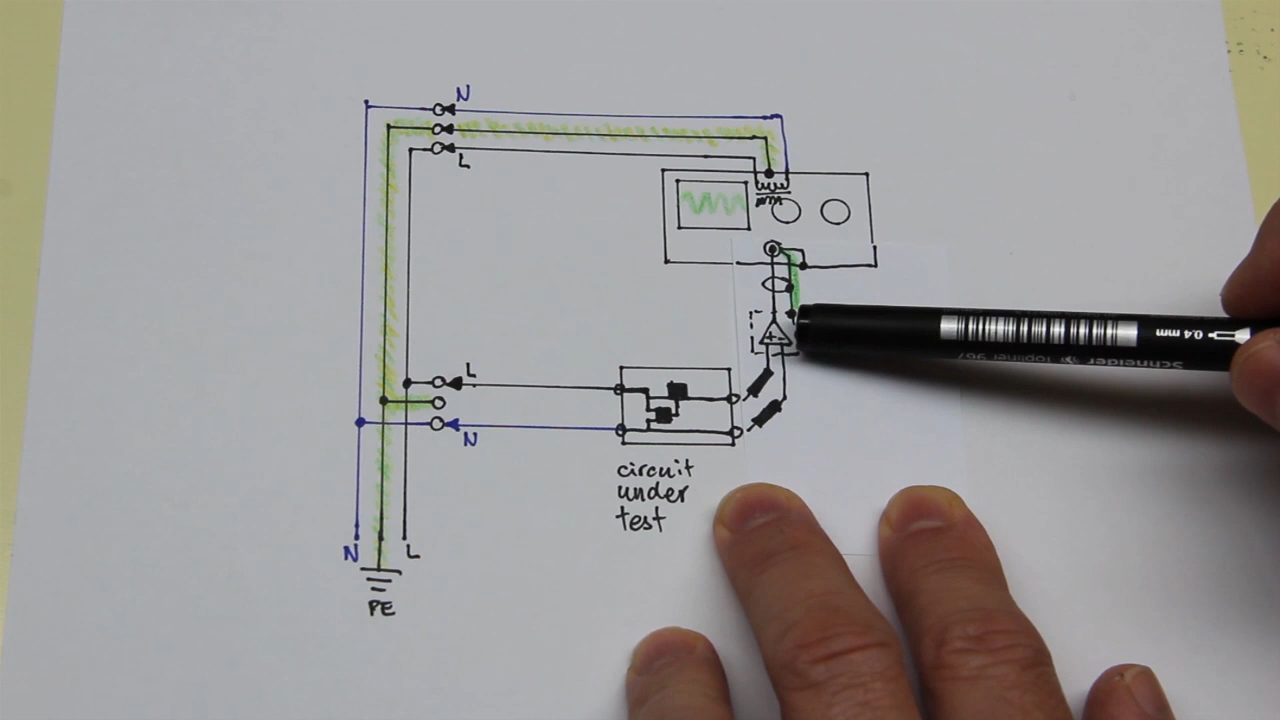 N
L
L
N
circuit
under
test
N
L
PE
+ -
0.4 mm
Schneider Topliner 967